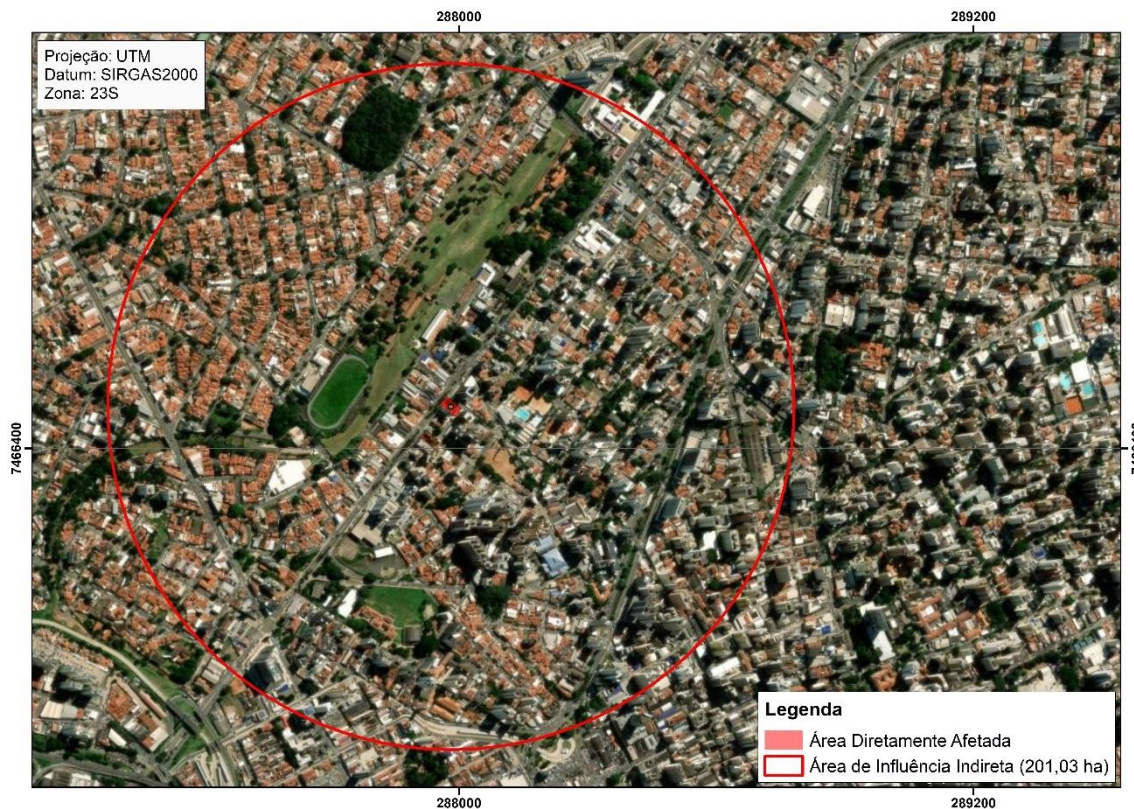 288000
289200
Projeção: UTM
Datum: SIRGAS2000
Zona: 23S
7466400
7466400
Legenda
Área Diretamente Afetada
Área de Influência Indireta (201,03 ha)
288000
289200